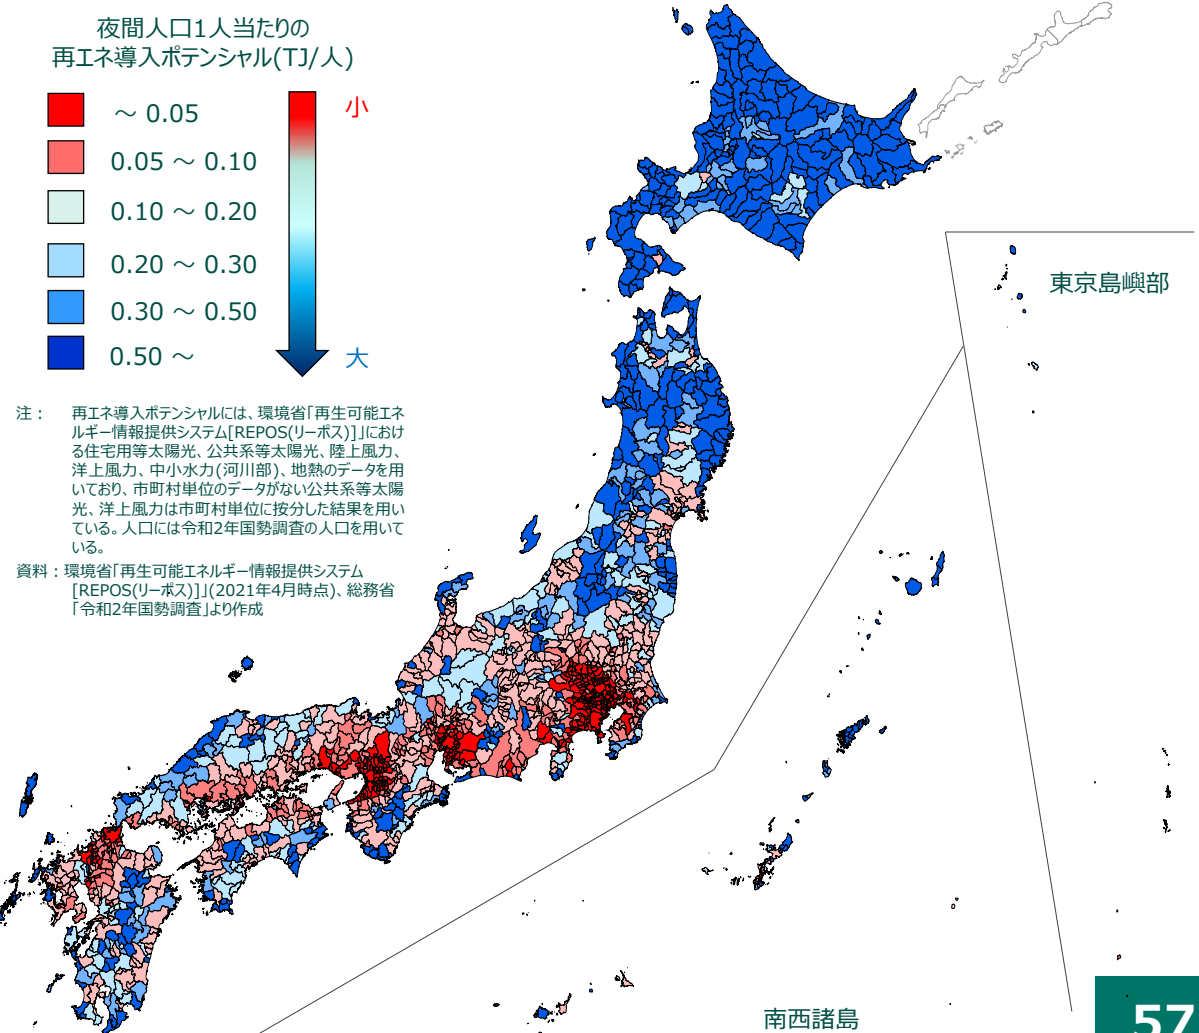 夜間人口1人当たりの
再エネ導入ポテンシャル(TJ/人)
～ 0.05
小
0.05 ～ 0.10
0.10 ～ 0.20
0.20 ～ 0.30
0.30 ～ 0.50
0.50 ～
大
注： 再エネ導入ポテンシャルには、環境省「再生可能エネ
ルギー情報提供システム[REPOS(リーポス)]」におけ
る住宅用等太陽光、公共系等太陽光、陸上風力、
洋上風力、中小水力(河川部)、地熱のデータを用
いており、市町村単位のデータがない公共系等太陽
光、洋上風力は市町村単位に按分した結果を用い
ている。人口には令和2年国勢調査の人口を用いて
いる。
資料：環境省「再生可能エネルギー情報提供システム
[REPOS(リーポス)]」(2021年4月時点)、総務省
「令和2年国勢調査」より作成
東京島嶼部
南西諸島
57